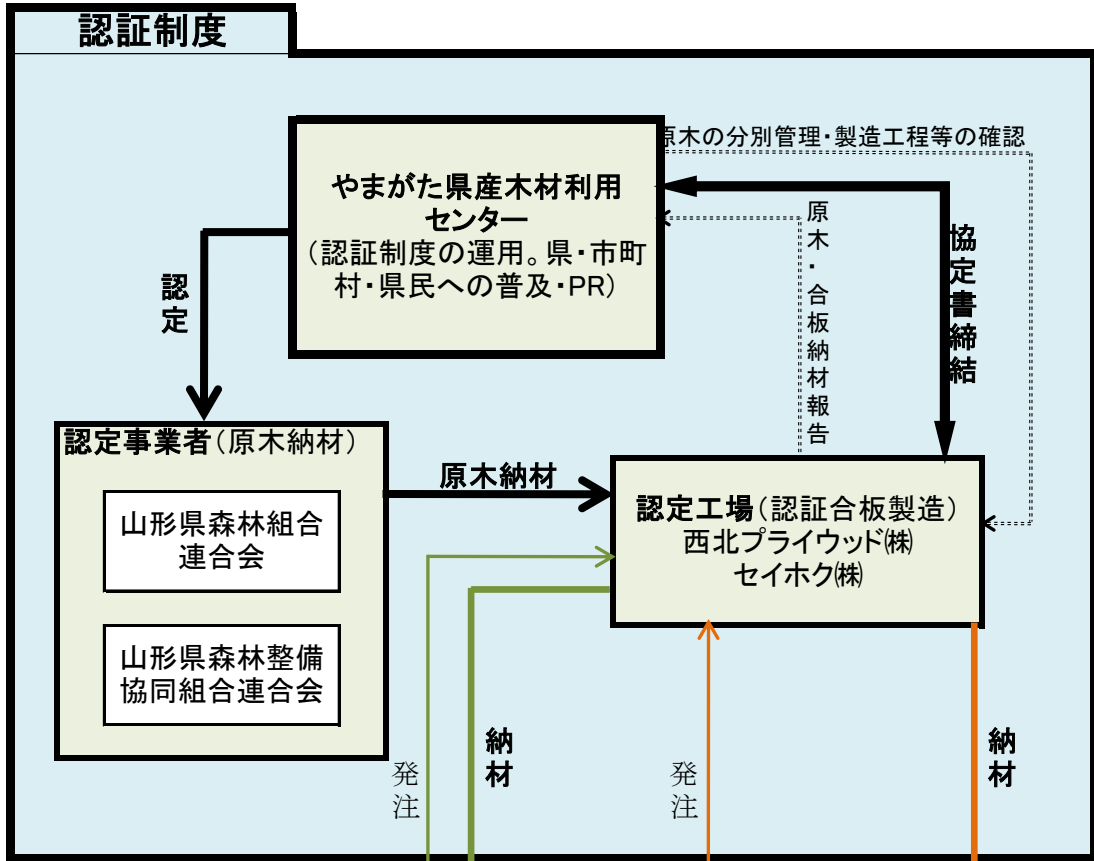 認証制度
原木の分別管理・製造工程等の確認
やまがた県産木材利用
センター
（認証制度の運用。県・市町
村・県民への普及・PR）
原木・合板納材報告
協定書締結
認定
認定事業者（原木納材）
山形県森林組合
連合会
山形県森林整備
協同組合連合会
原木納材
認定工場（認証合板製造）
西北プライウッド㈱
セイホク㈱
発注
納材
発注
納材